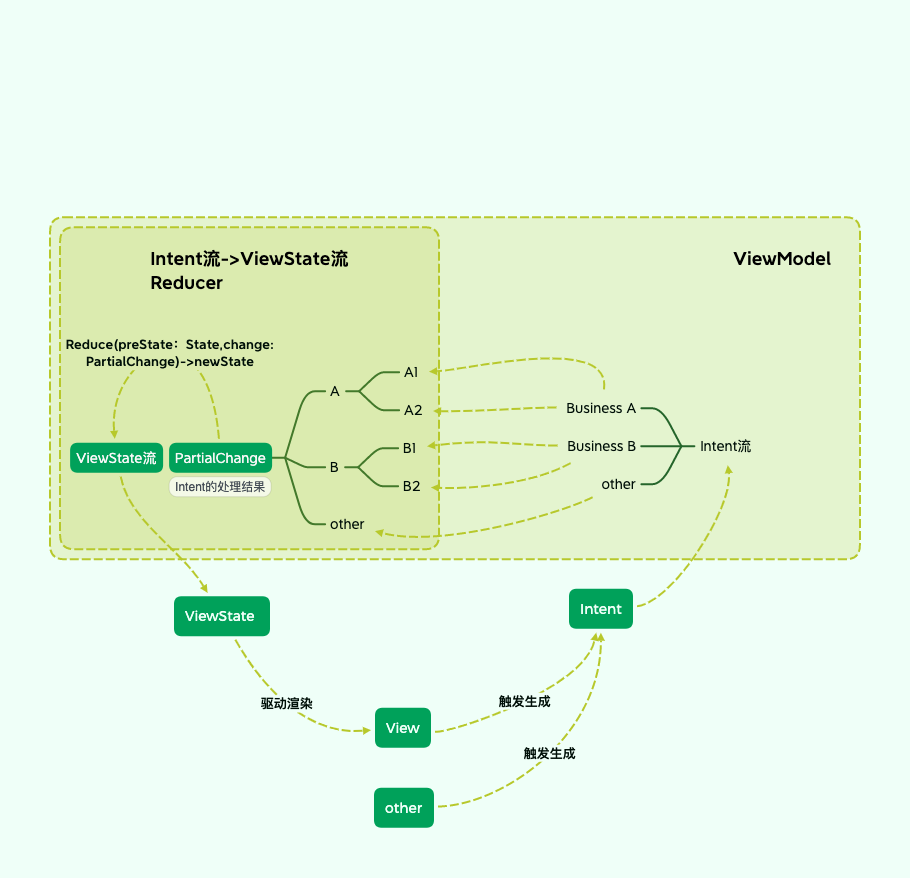 Intent流->ViewState流
Reducer
ViewModel
Reduce(preState：State,change:
PartialChange)->newState
A1
A
A2
Business A
B1
Business B
Intent流
ViewState流
PartialChange
B
Intent的处理结果
B2
other
other
ViewState
Intent
驱动渲染
触发生成
View
触发生成
other